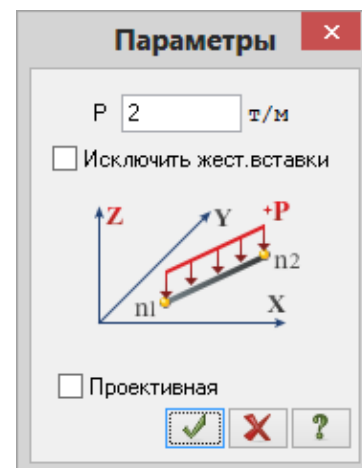 Параметры
P 2 т/м
Исключить жест.вставки
Z Y +P
n2
n1 X
Проективная
?